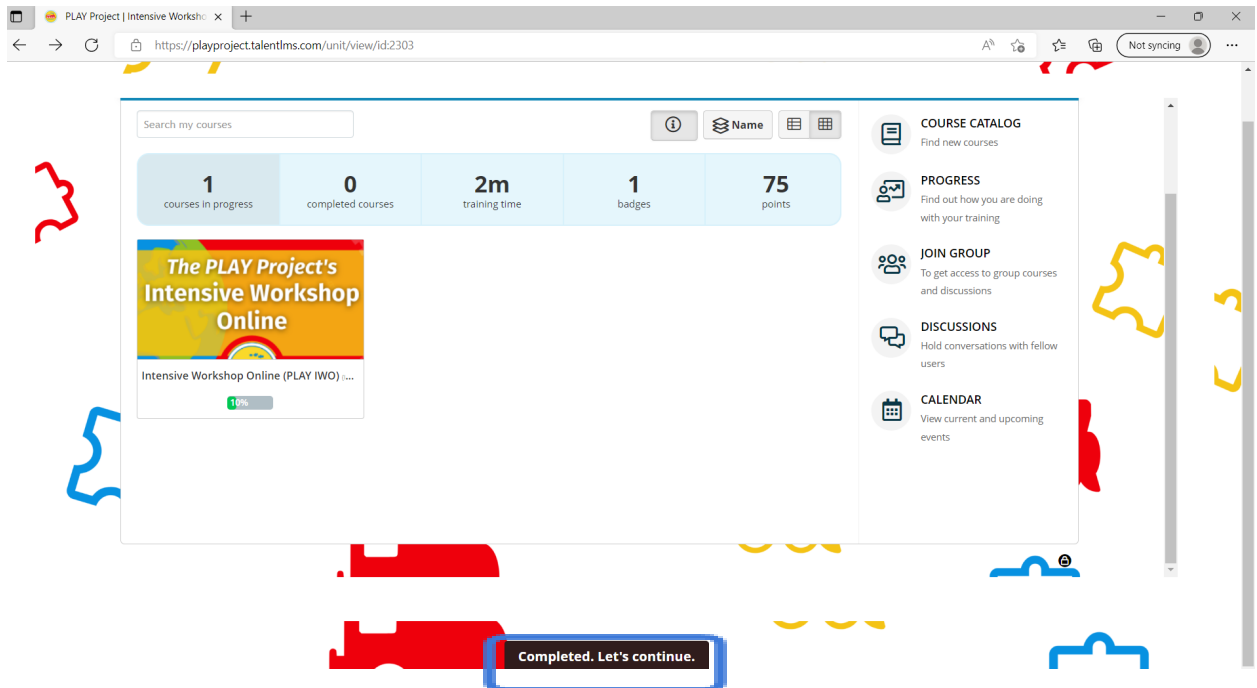 PLAY Project | Intensive Worksho
https://playproject.talentlms.com/unit/view/id:2303
Not syncing
Search my courses
Name
1
courses in progress
0
completed courses
2m
training time
1
badges
75
points
The PLAY Project's
Intensive Workshop
Online
Intensive Workshop Online (PLAY IWO) ...
10%
COURSE CATALOG
Find new courses
PROGRESS
Find out how you are doing
with your training
JOIN GROUP
To get access to group courses
and discussions
DISCUSSIONS
Hold conversations with fellow
users
CALENDAR
View current and upcoming
events
Completed. Let's continue.